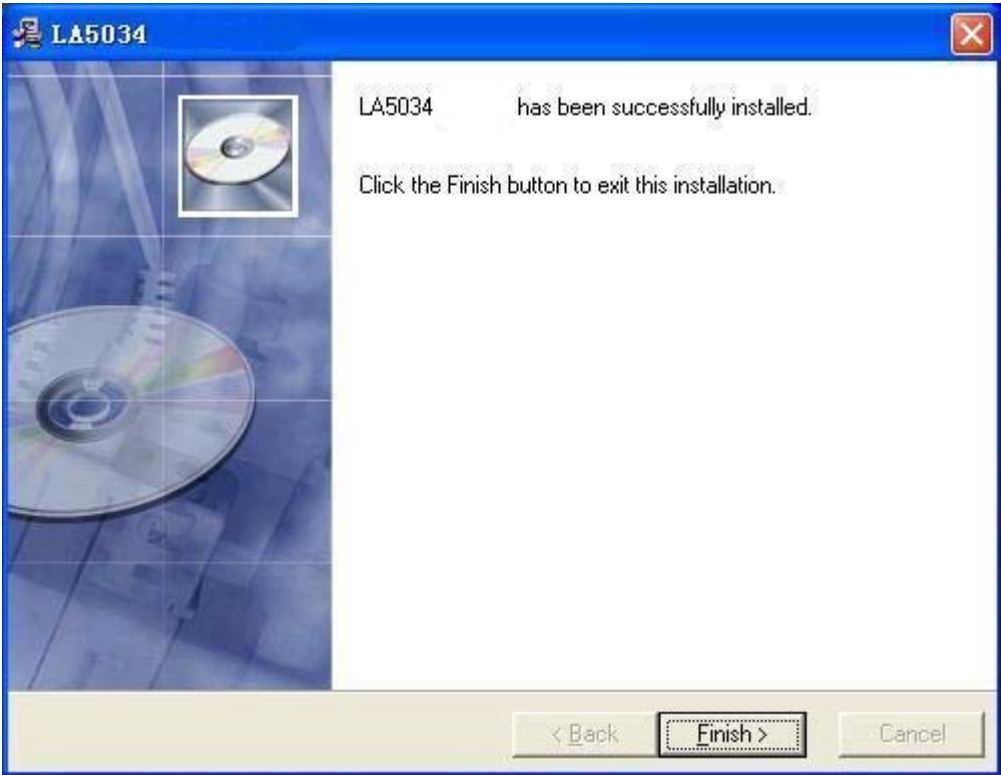 LA5034
LA5034 has been successfully installed.
Click the Finish button to exit this installation.
< Back
Finish >
Cancel